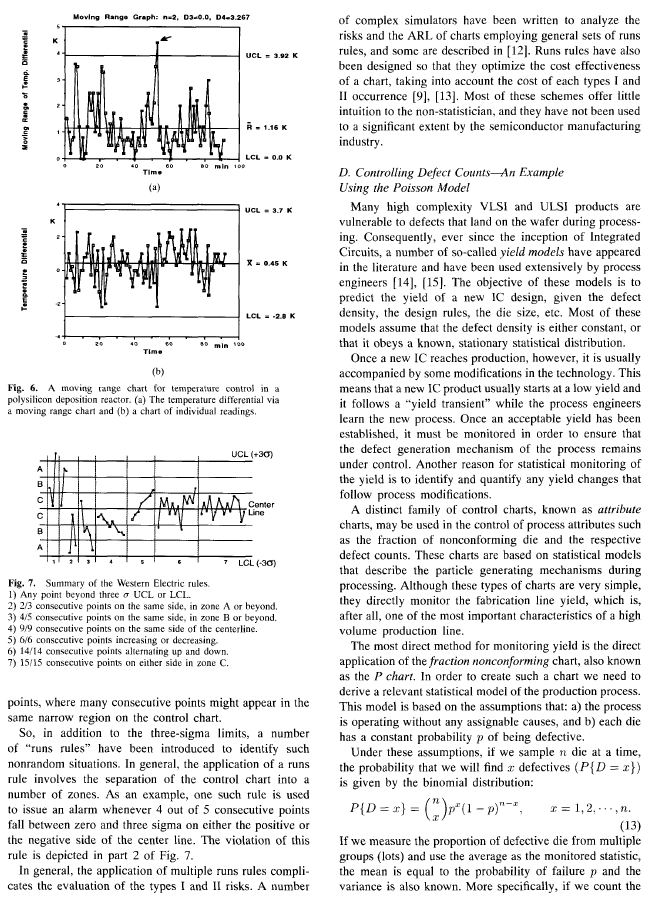 Moving Range Graph: n=2, D3=0.0, D4=3.267
Moving Range of Temp. Differential
K
5
4
3
2
1
0
UCL = 3.92 K
R̄ = 1.16 K
LCL = 0.0 K
0 20 40 60 80 min 100
Time
(a)
Temperature Differential
K
4
2
0
-2
-4
UCL = 3.7 K
X̄ = 0.45 K
LCL = -2.8 K
0 20 40 60 80 min 100
Time
(b)
Fig. 6. A moving range chart for temperature control in a
polysilicon deposition reactor. (a) The temperature differential via
a moving range chart and (b) a chart of individual readings.
UCL (+3σ)
A
B
C
C
B
A
Center
Line
1 2 3 4 5 6 7 LCL (-3σ)
Fig. 7. Summary of the Western Electric rules.
1) Any point beyond three σ UCL or LCL.
2) 2/3 consecutive points on the same side, in zone A or beyond.
3) 4/5 consecutive points on the same side, in zone B or beyond.
4) 9/9 consecutive points on the same side of the centerline.
5) 6/6 consecutive points increasing or decreasing.
6) 14/14 consecutive points alternating up and down.
7) 15/15 consecutive points on either side in zone C.
points, where many consecutive points might appear in the
same narrow region on the control chart.
So, in addition to the three-sigma limits, a number
of “runs rules” have been introduced to identify such
nonrandom situations. In general, the application of a runs
rule involves the separation of the control chart into a
number of zones. As an example, one such rule is used
to issue an alarm whenever 4 out of 5 consecutive points
fall between zero and three sigma on either the positive or
the negative side of the center line. The violation of this
rule is depicted in part 2 of Fig. 7.
In general, the application of multiple runs rules compli-
cates the evaluation of the types I and II risks. A number
of complex simulators have been written to analyze the
risks and the ARL of charts employing general sets of runs
rules, and some are described in [12]. Runs rules have also
been designed so that they optimize the cost effectiveness
of a chart, taking into account the cost of each types I and
II occurrence [9], [13]. Most of these schemes offer little
intuition to the non-statistician, and they have not been used
to a significant extent by the semiconductor manufacturing
industry.
D. Controlling Defect Counts—An Example
Using the Poisson Model
Many high complexity VLSI and ULSI products are
vulnerable to defects that land on the wafer during process-
ing. Consequently, ever since the inception of Integrated
Circuits, a number of so-called yield models have appeared
in the literature and have been used extensively by process
engineers [14], [15]. The objective of these models is to
predict the yield of a new IC design, given the defect
density, the design rules, the die size, etc. Most of these
models assume that the defect density is either constant, or
that it obeys a known, stationary statistical distribution.
Once a new IC reaches production, however, it is usually
accompanied by some modifications in the technology. This
means that a new IC product usually starts at a low yield and
it follows a “yield transient” while the process engineers
learn the new process. Once an acceptable yield has been
established, it must be monitored in order to ensure that
the defect generation mechanism of the process remains
under control. Another reason for statistical monitoring of
the yield is to identify and quantify any yield changes that
follow process modifications.
A distinct family of control charts, known as attribute
charts, may be used in the control of process attributes such
as the fraction of nonconforming die and the respective
defect counts. These charts are based on statistical models
that describe the particle generating mechanisms during
processing. Although these types of charts are very simple,
they directly monitor the fabrication line yield, which is,
after all, one of the most important characteristics of a high
volume production line.
The most direct method for monitoring yield is the direct
application of the fraction nonconforming chart, also known
as the P chart. In order to create such a chart we need to
derive a relevant statistical model of the production process.
This model is based on the assumptions that: a) the process
is operating without any assignable causes, and b) each die
has a constant probability p of being defective.
Under these assumptions, if we sample n die at a time,
the probability that we will find x defectives (P{D = x})
is given by the binomial distribution:
P{D = x} = (n x) pˣ(1 − p)ⁿ⁻ˣ, x = 1, 2, ⋯, n.
(13)
If we measure the proportion of defective die from multiple
groups (lots) and use the average as the monitored statistic,
the mean is equal to the probability of failure p and the
variance is also known. More specifically, if we count the